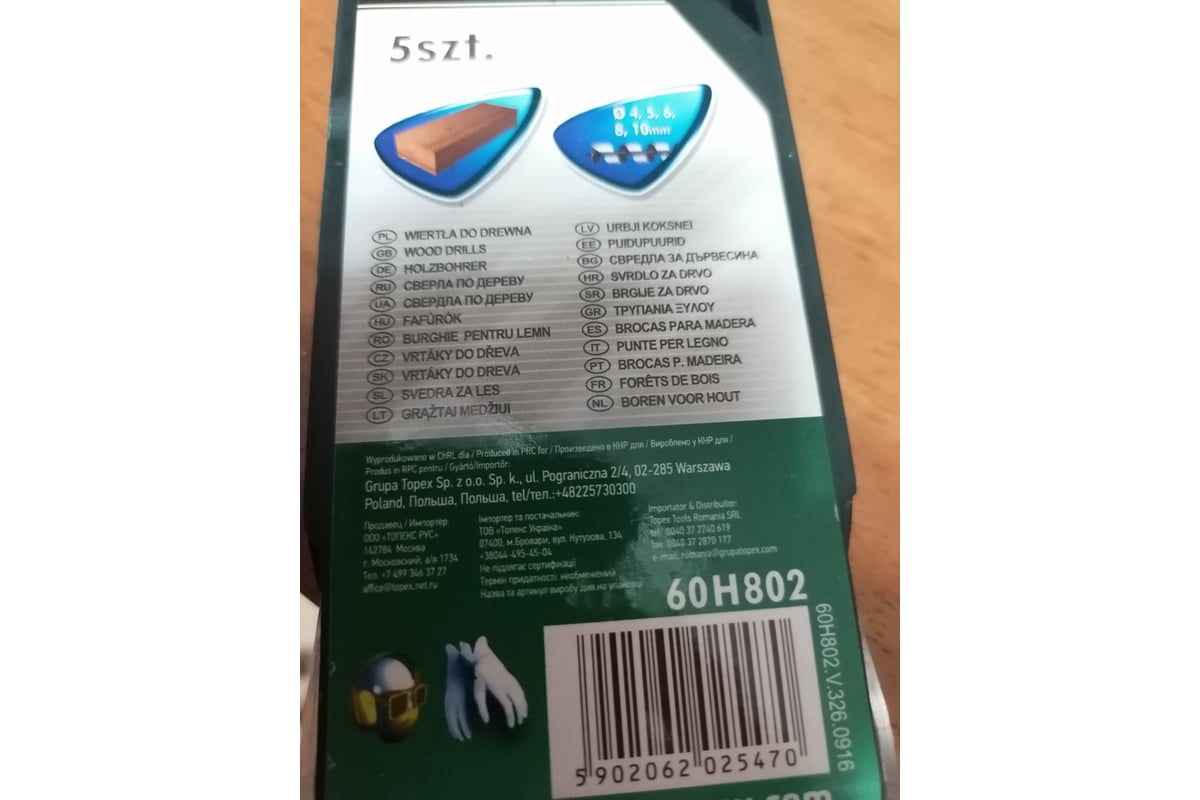 5szt.
Ø 4, 5, 6,
8, 10mm
PL WIERTŁA DO DREWNA
GB WOOD DRILLS
DE HOLZBOHRER
RU СВЕРЛА ПО ДЕРЕВУ
UA СВЕРДЛА ПО ДЕРЕВУ
HU FAFÚRÓK
RO BURGHIE PENTRU LEMN
CZ VRTÁKY DO DŘEVA
SK VRTÁKY DO DREVA
SL SVEDRA ZA LES
LT GRĄŽTAI MEDŽIUI
LV URBJI KOKSNEI
EE PUIDUPUURID
BG СВРЕДЛА ЗА ДЪРВЕСИНА
HR SVRDLO ZA DRVO
SR BRGIJE ZA DRVO
GR ΤΡΥΠΑΝΙΑ ΞΥΛΟΥ
ES BROCAS PARA MADERA
IT PUNTE PER LEGNO
PT BROCAS P. MADEIRA
FR FORÊTS DE BOIS
NL BOREN VOOR HOUT
Wyprodukowano w ChRL dla / Produced in PRC for / Произведено в КНР для / Вироблено у КНР для /
Produs in RPC pentru / Gyártó/Importőr:
Grupa Topex Sp. z o.o. Sp. k., ul. Pograniczna 2/4, 02-285 Warszawa
Poland, Польша, Польща, tel/тел.:+48225730300
Продавец / Импортёр:
ООО «ТОПЕКС РУС»
142784 Москва
г. Московский, а/я 1734
Тел. +7 499 346 37 27
office@topex.net.ru
Імпортер та постачальник:
ТОВ «Топекс Україна»
07400, м.Бровари, вул. Кутузова, 134
+38044-495-45-04
Не підлягає сертифікації
Термін придатності: необмежений
Назва та артикул виробу див.на упаковці
Importator & Distribuitor:
Topex Tools Romania SRL
tel. 0040 37 2740 619
fax. 0040 37 2870 177
e-mail: romania@grupatopex.com
60H802
60H802.V.326.0916
5 902062 025470